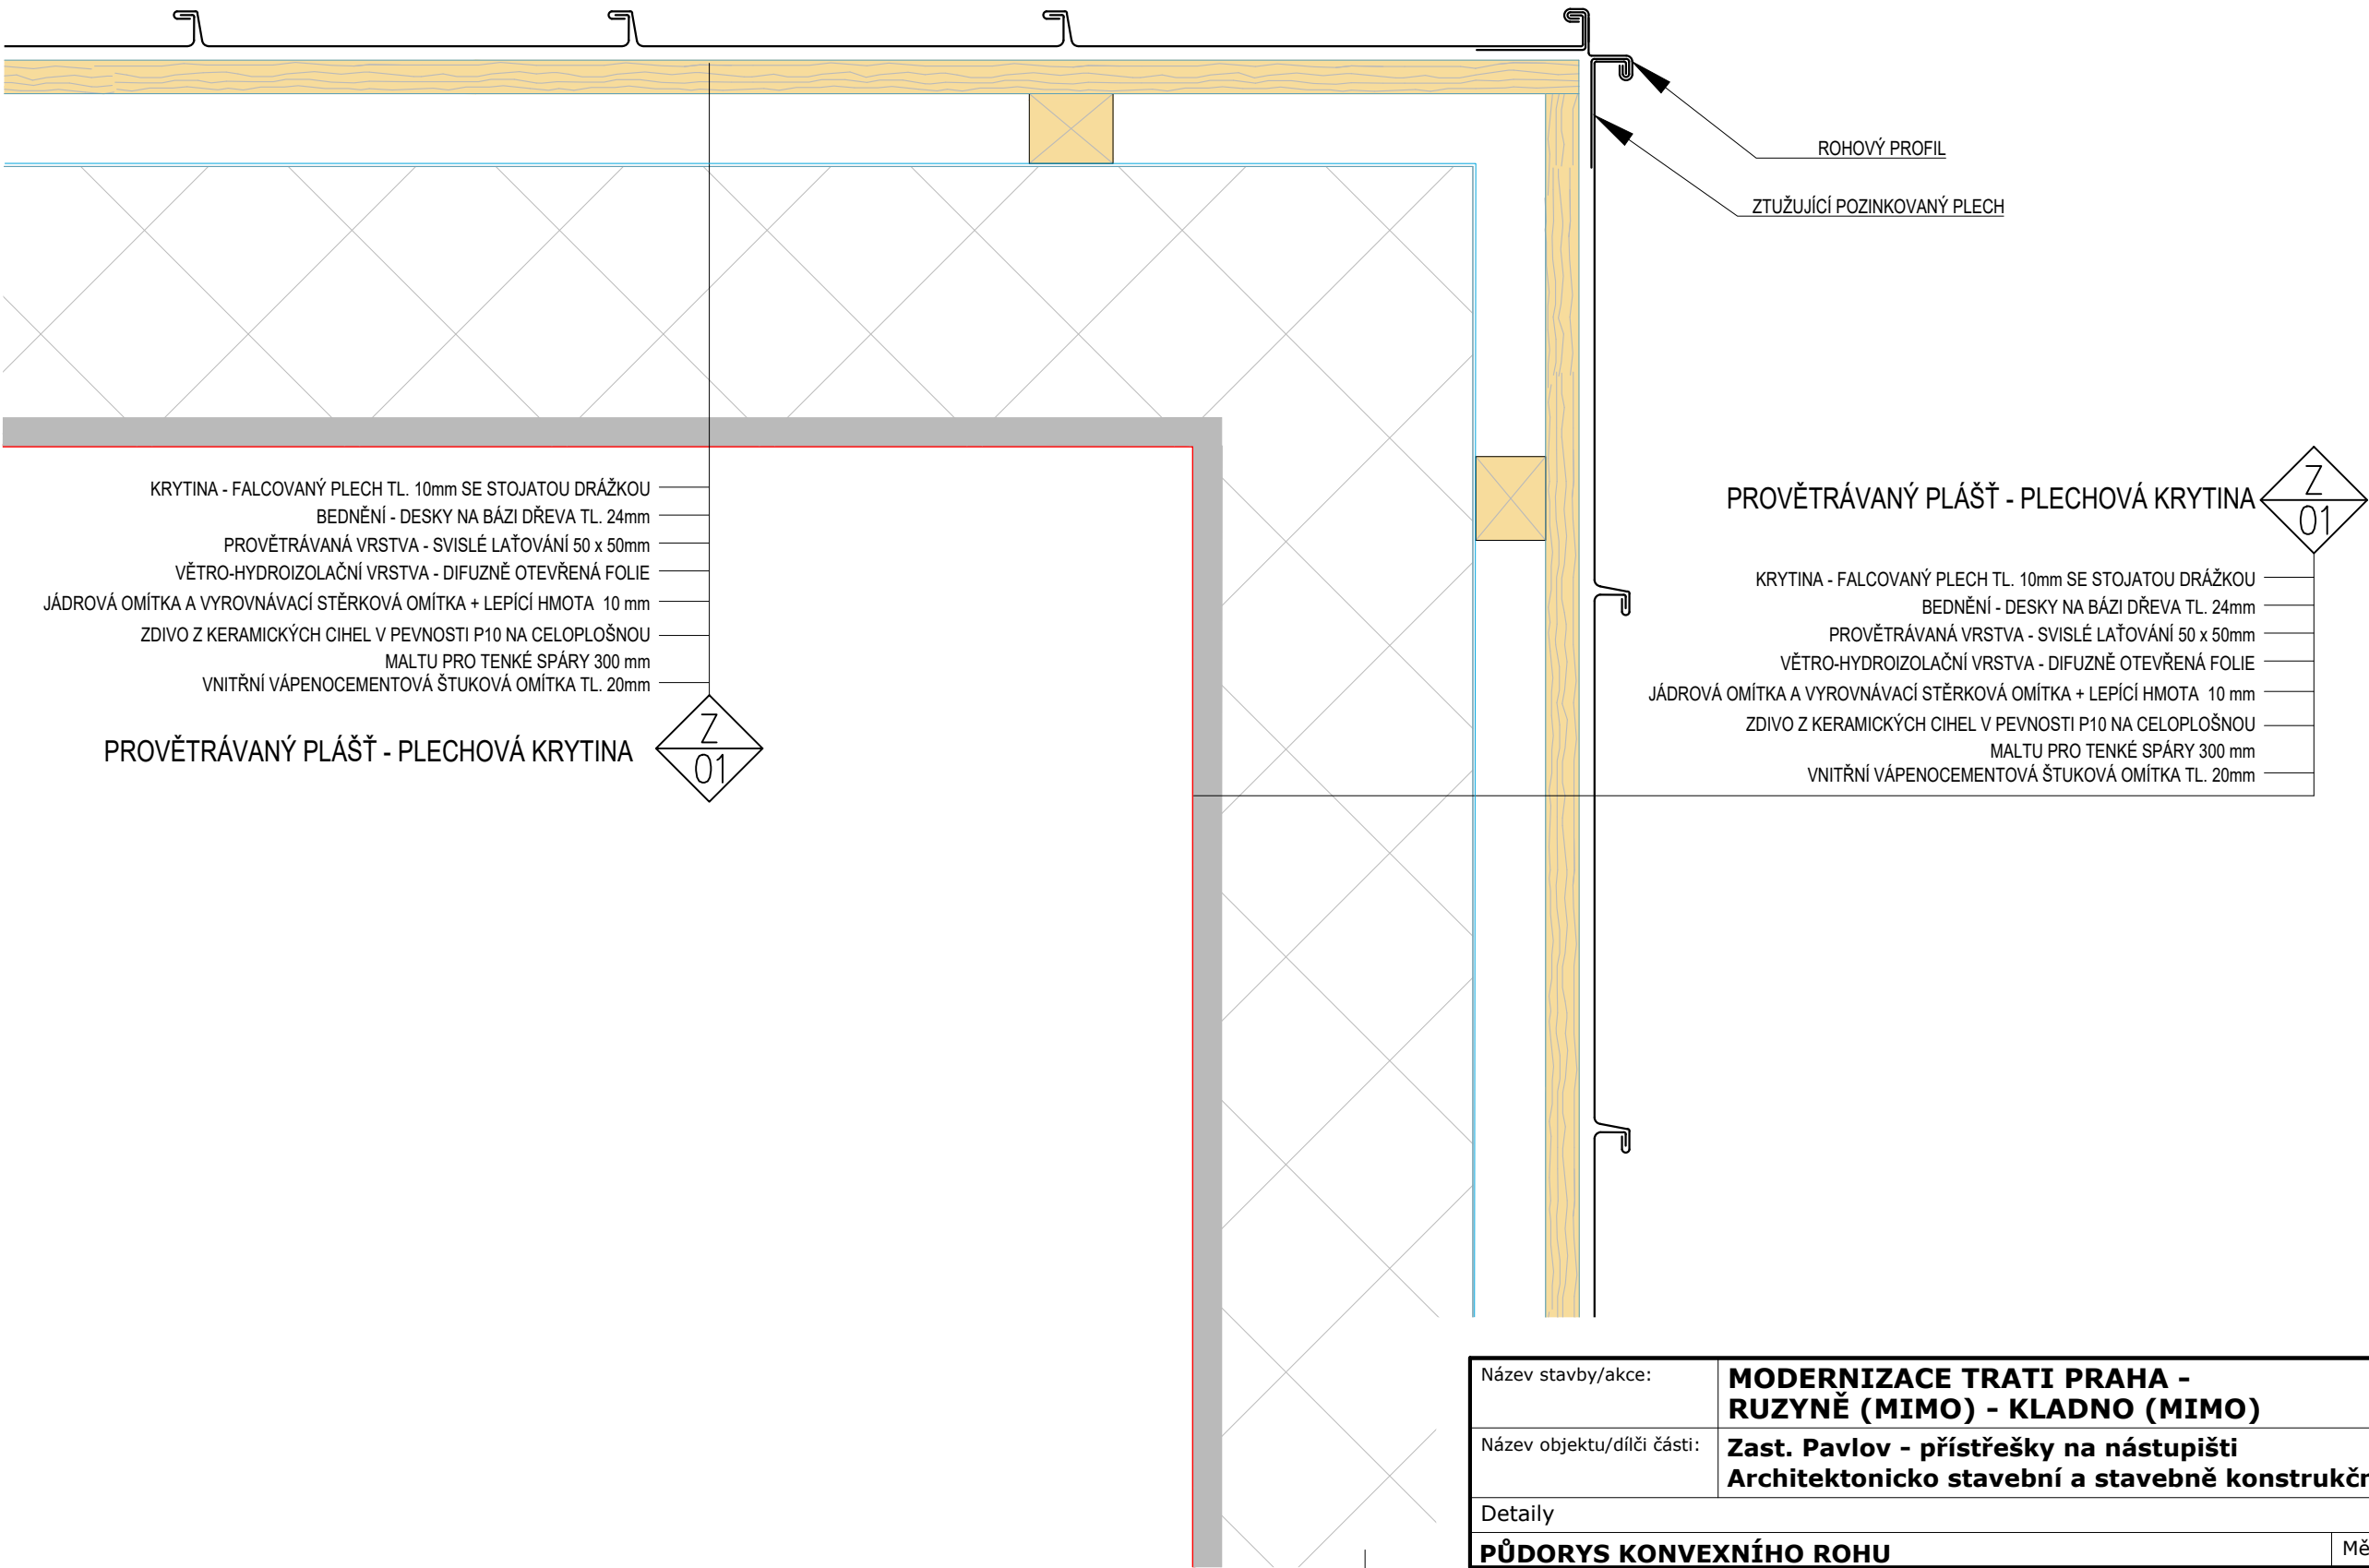 ROHOVÝ PROFIL
ZTUŽUJÍCÍ POZINKOVANÝ PLECH
KRYTINA - FALCOVANÝ PLECH TL. 10mm SE STOJATOU DRÁŽKOU
BEDNĚNÍ - DESKY NA BÁZI DŘEVA TL. 24mm
PROVĚTRÁVANÁ VRSTVA - SVISLÉ LAŤOVÁNÍ 50 x 50mm
VĚTRO-HYDROIZOLAČNÍ VRSTVA - DIFUZNĚ OTEVŘENÁ FOLIE
JÁDROVÁ OMÍTKA A VYROVNÁVACÍ STĚRKOVÁ OMÍTKA + LEPÍCÍ HMOTA 10 mm
ZDIVO Z KERAMICKÝCH CIHEL V PEVNOSTI P10 NA CELOPLOŠNOU
MALTU PRO TENKÉ SPÁRY 300 mm
VNITŘNÍ VÁPENOCEMENTOVÁ ŠTUKOVÁ OMÍTKA TL. 20mm
PROVĚTRÁVANÝ PLÁŠŤ - PLECHOVÁ KRYTINA
Z
01
PROVĚTRÁVANÝ PLÁŠŤ - PLECHOVÁ KRYTINA
Z
01
KRYTINA - FALCOVANÝ PLECH TL. 10mm SE STOJATOU DRÁŽKOU
BEDNĚNÍ - DESKY NA BÁZI DŘEVA TL. 24mm
PROVĚTRÁVANÁ VRSTVA - SVISLÉ LAŤOVÁNÍ 50 x 50mm
VĚTRO-HYDROIZOLAČNÍ VRSTVA - DIFUZNĚ OTEVŘENÁ FOLIE
JÁDROVÁ OMÍTKA A VYROVNÁVACÍ STĚRKOVÁ OMÍTKA + LEPÍCÍ HMOTA 10 mm
ZDIVO Z KERAMICKÝCH CIHEL V PEVNOSTI P10 NA CELOPLOŠNOU
MALTU PRO TENKÉ SPÁRY 300 mm
VNITŘNÍ VÁPENOCEMENTOVÁ ŠTUKOVÁ OMÍTKA TL. 20mm
Název stavby/akce:
MODERNIZACE TRATI PRAHA -
RUZYNĚ (MIMO) - KLADNO (MIMO)
Název objektu/dílči části:
Zast. Pavlov - přístřešky na nástupišti
Architektonicko stavební a stavebně
Detaily
PŮDORYS KONVEXNÍHO ROHU